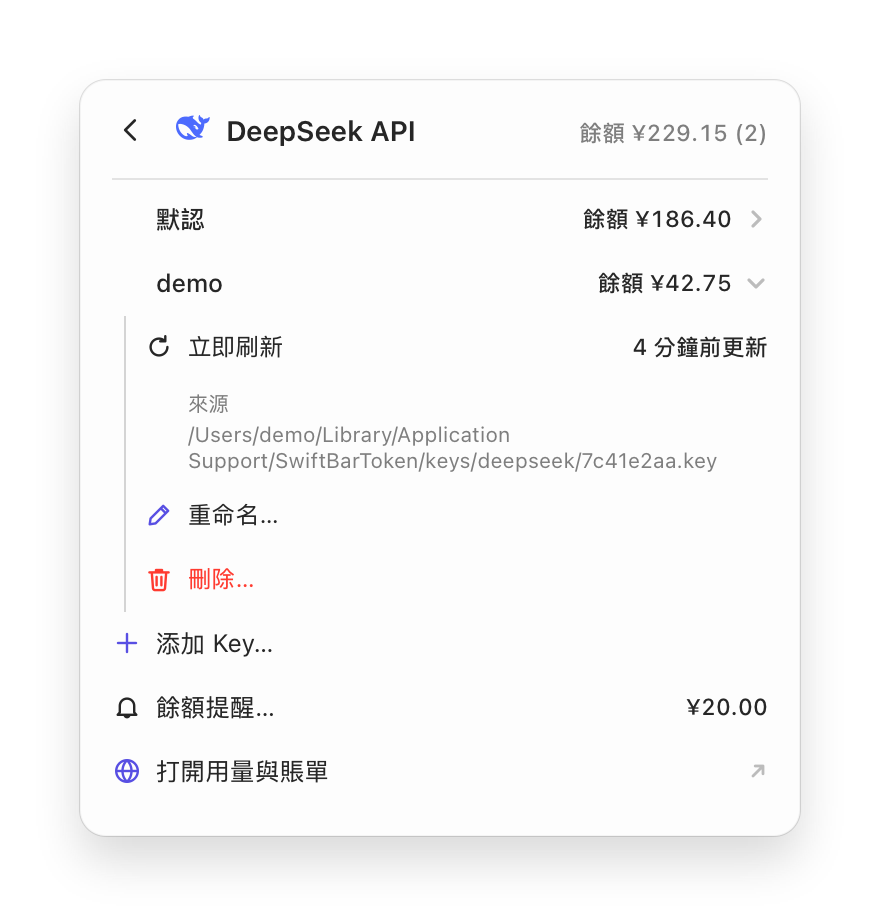 DeepSeek API 餘額 ¥229.15 (2)
默認 餘額 ¥186.40
demo 餘額 ¥42.75
立即刷新 4 分鐘前更新
來源
/Users/demo/Library/Application
Support/SwiftBarToken/keys/deepseek/7c41e2aa.key
重命名...
刪除...
添加 Key...
餘額提醒... ¥20.00
打開用量與賬單